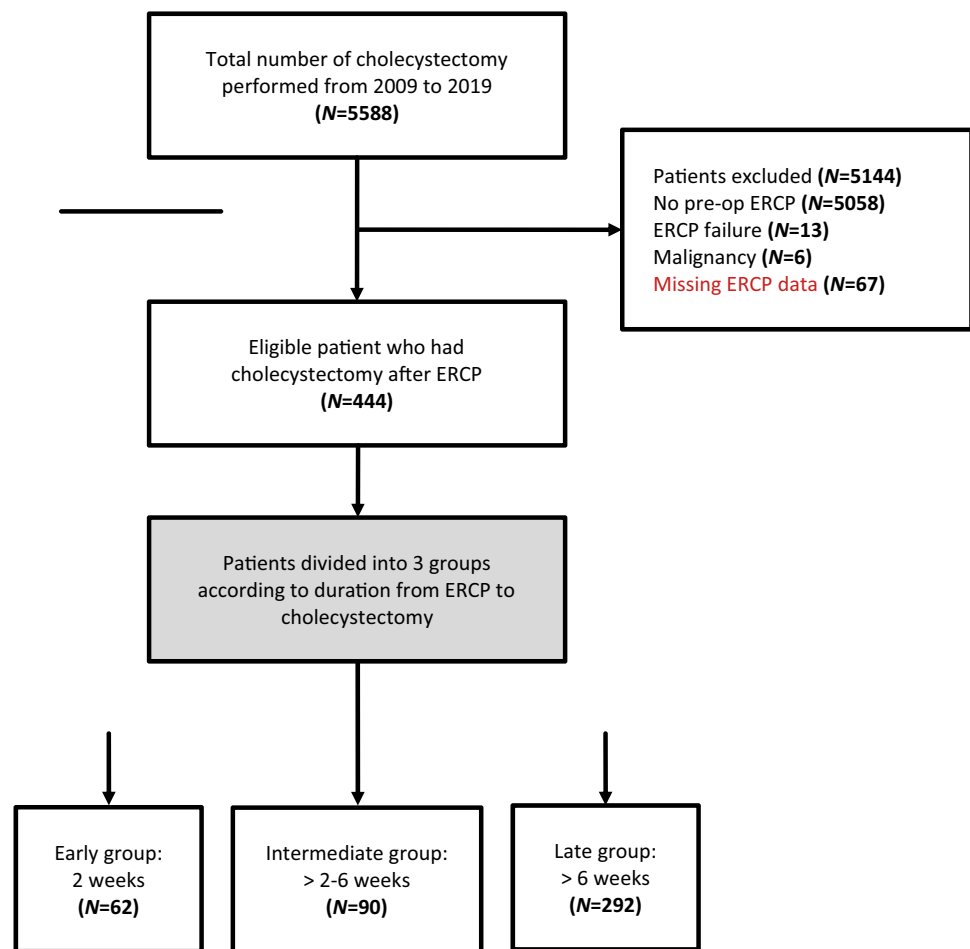 Total number of cholecystectomy
performed from 2009 to 2019
(N=5588)
Patients excluded (N=5144)
No pre-op ERCP (N=5058)
ERCP failure (N=13)
Malignancy (N=6)
Missing ERCP data (N=67)
Eligible patient who had
cholecystectomy after ERCP
(N=444)
Patients divided into 3 groups
according to duration from ERCP to
cholecystectomy
Early group:
2 weeks
(N=62)
Intermediate group:
> 2-6 weeks
(N=90)
Late group:
> 6 weeks
(N=292)